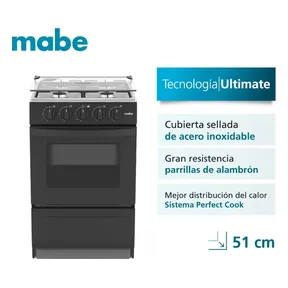 mabe
Tecnología|Ultimate
mabe
Cubierta sellada
de acero inoxidable
Gran resistencia
parrillas de alambrón
Mejor distribución del calor
Sistema Perfect Cook
51 cm